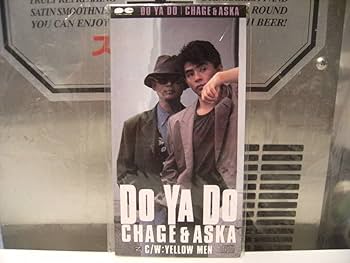 TRULY REFRESHING
SATIN SMOOTHNE
YOU CAN ENJOY
AND
ROUND
BEER!
DO YA DO / CHAGE&ASKA
DO YA DO
CHAGE&ASKA
C/W:YELLOW MEN